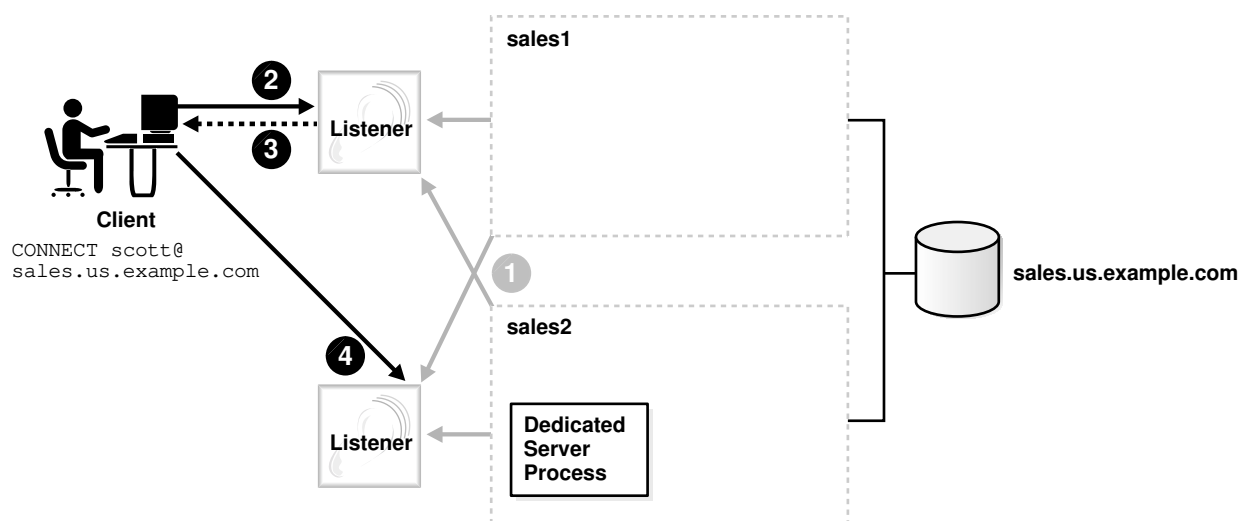 sales1
2
Listener
3
Client
CONNECT scott@
sales.us.example.com
1
sales.us.example.com
sales2
4
Listener
Dedicated
Server
Process